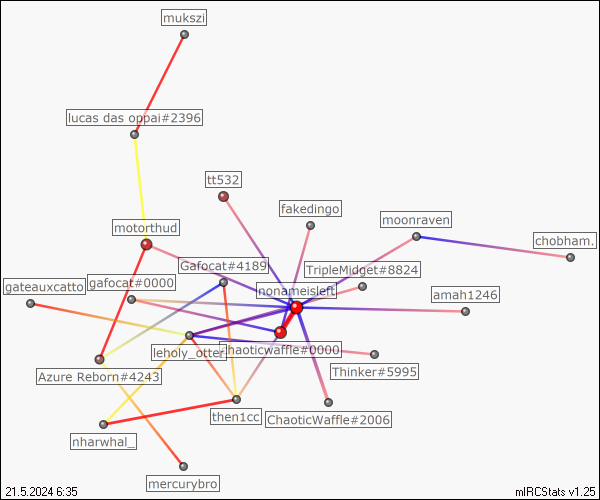 mukszi
lucas das oppai#2396
tt532
fakedingo
motorthud
moonraven
chobham.
Gafocat#4189
TripleMidget#8824
gateauxcatto
gafocat#0000
nonameisleft
amah1246
leholy_otter
chaoticwaffle#0000
Azure Reborn#4243
Thinker#5995
then1cc
ChaoticWaffle#2006
nharwhal_
mercurybro
21.5.2024 6:35
mIRCStats v1.25